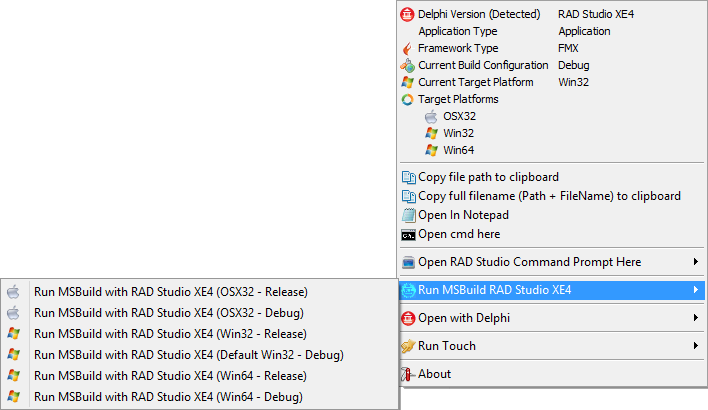 Delphi Version (Detected) RAD Studio XE4
Application Type Application
Framework Type FMX
Current Build Configuration Debug
Current Target Platform Win32
Target Platforms
OSX32
Win32
Win64
Copy file path to clipboard
Copy full filename (Path + FileName) to clipboard
Open In Notepad
Open cmd here
Open RAD Studio Command Prompt Here
Run MSBuild RAD Studio XE4
Open with Delphi
Run Touch
About
Run MSBuild with RAD Studio XE4 (OSX32 - Release)
Run MSBuild with RAD Studio XE4 (OSX32 - Debug)
Run MSBuild with RAD Studio XE4 (Win32 - Release)
Run MSBuild with RAD Studio XE4 (Default Win32 - Debug)
Run MSBuild with RAD Studio XE4 (Win64 - Release)
Run MSBuild with RAD Studio XE4 (Win64 - Debug)